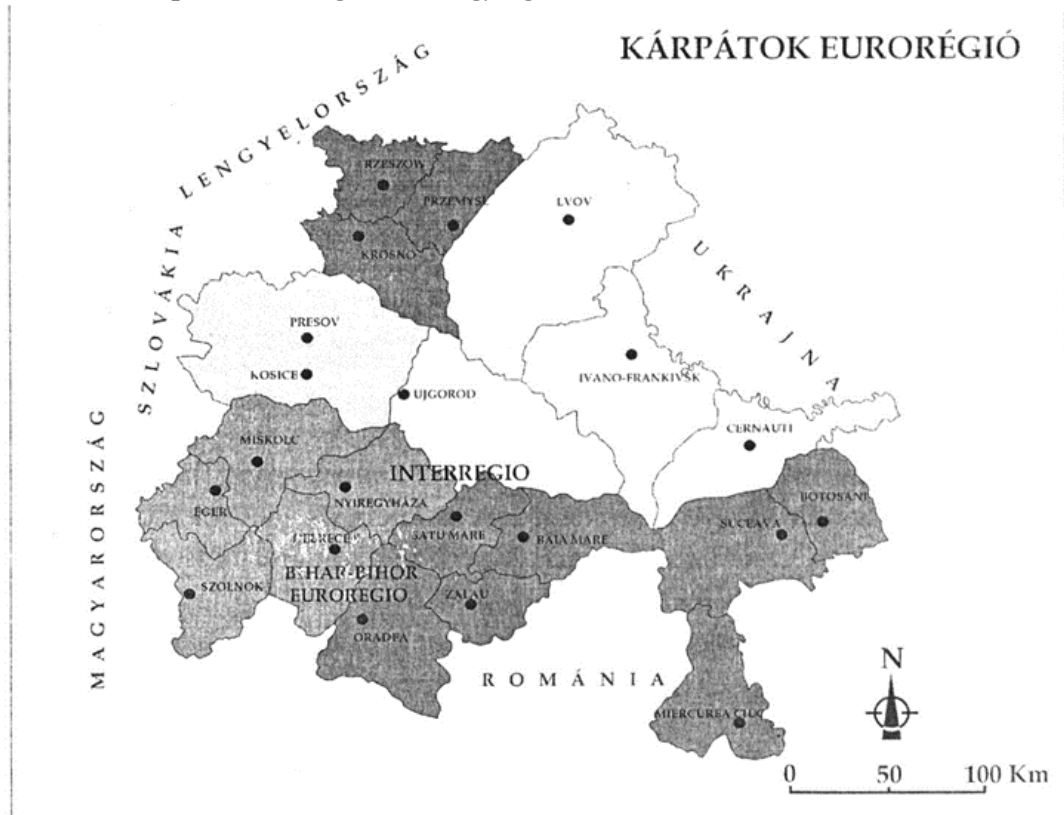 KÁRPÁTOK EURORÉGIÓ
LENGYELORSZÁG
SZLOVÁKIA
UKRAJNA
MAGYARORSZÁG
ROMÁNIA
RZESZOW
PRZEMYSL
KROSNO
LVOV
PRESOV
KOSICE
UJGOROD
IVANO-FRANKIVSK
CERNAUTI
MISKOLC
INTERREGIO
EGER
NYIREGYHÁZA
SATU MARE
BAIA MARE
SUCEAVA
BOTOSANI
BIHAR-BIHOR
EUROREGIO
SZOLNOK
ZALAU
ORADEA
MIERCUREA CIUC
N
0 50 100 Km